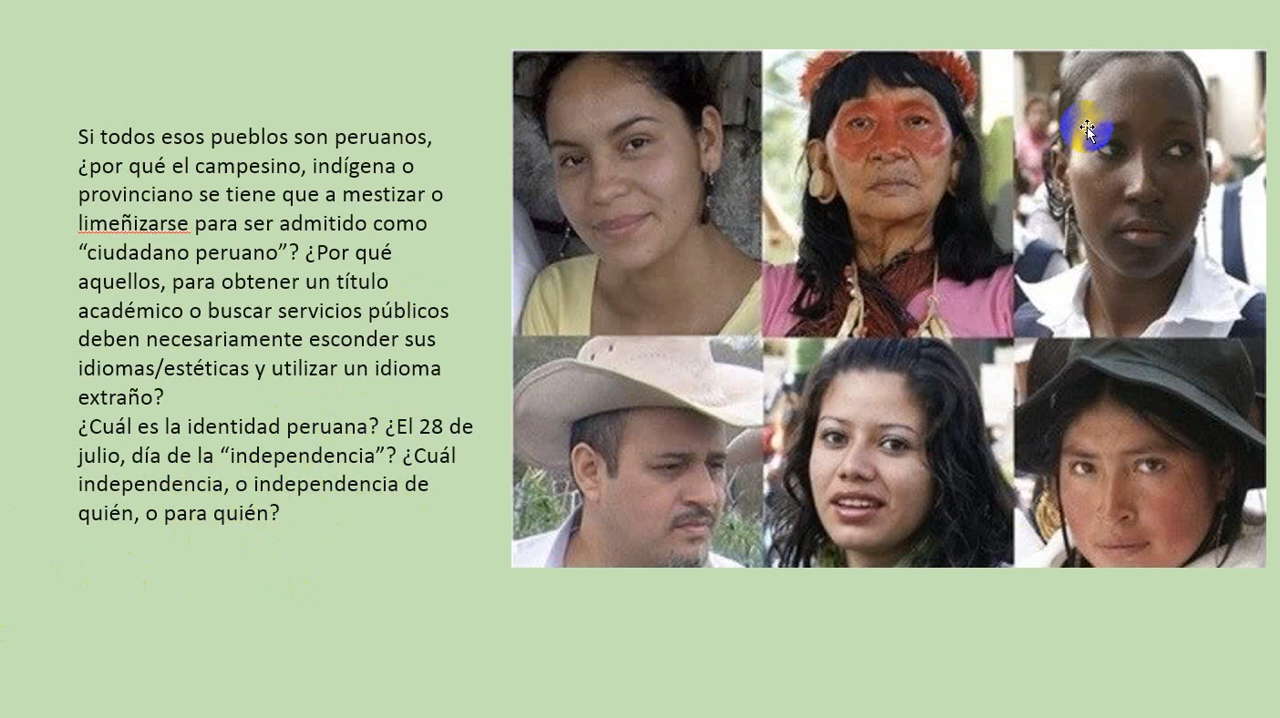 Si todos esos pueblos son peruanos,
¿por qué el campesino, indígena o
provinciano se tiene que a mestizar o
limeñizarse para ser admitido como
“ciudadano peruano”? ¿Por qué
aquellos, para obtener un título
académico o buscar servicios públicos
deben necesariamente esconder sus
idiomas/estéticas y utilizar un idioma
extraño?
¿Cuál es la identidad peruana? ¿El 28 de
julio, día de la “independencia”? ¿Cuál
independencia, o independencia de
quién, o para quién?